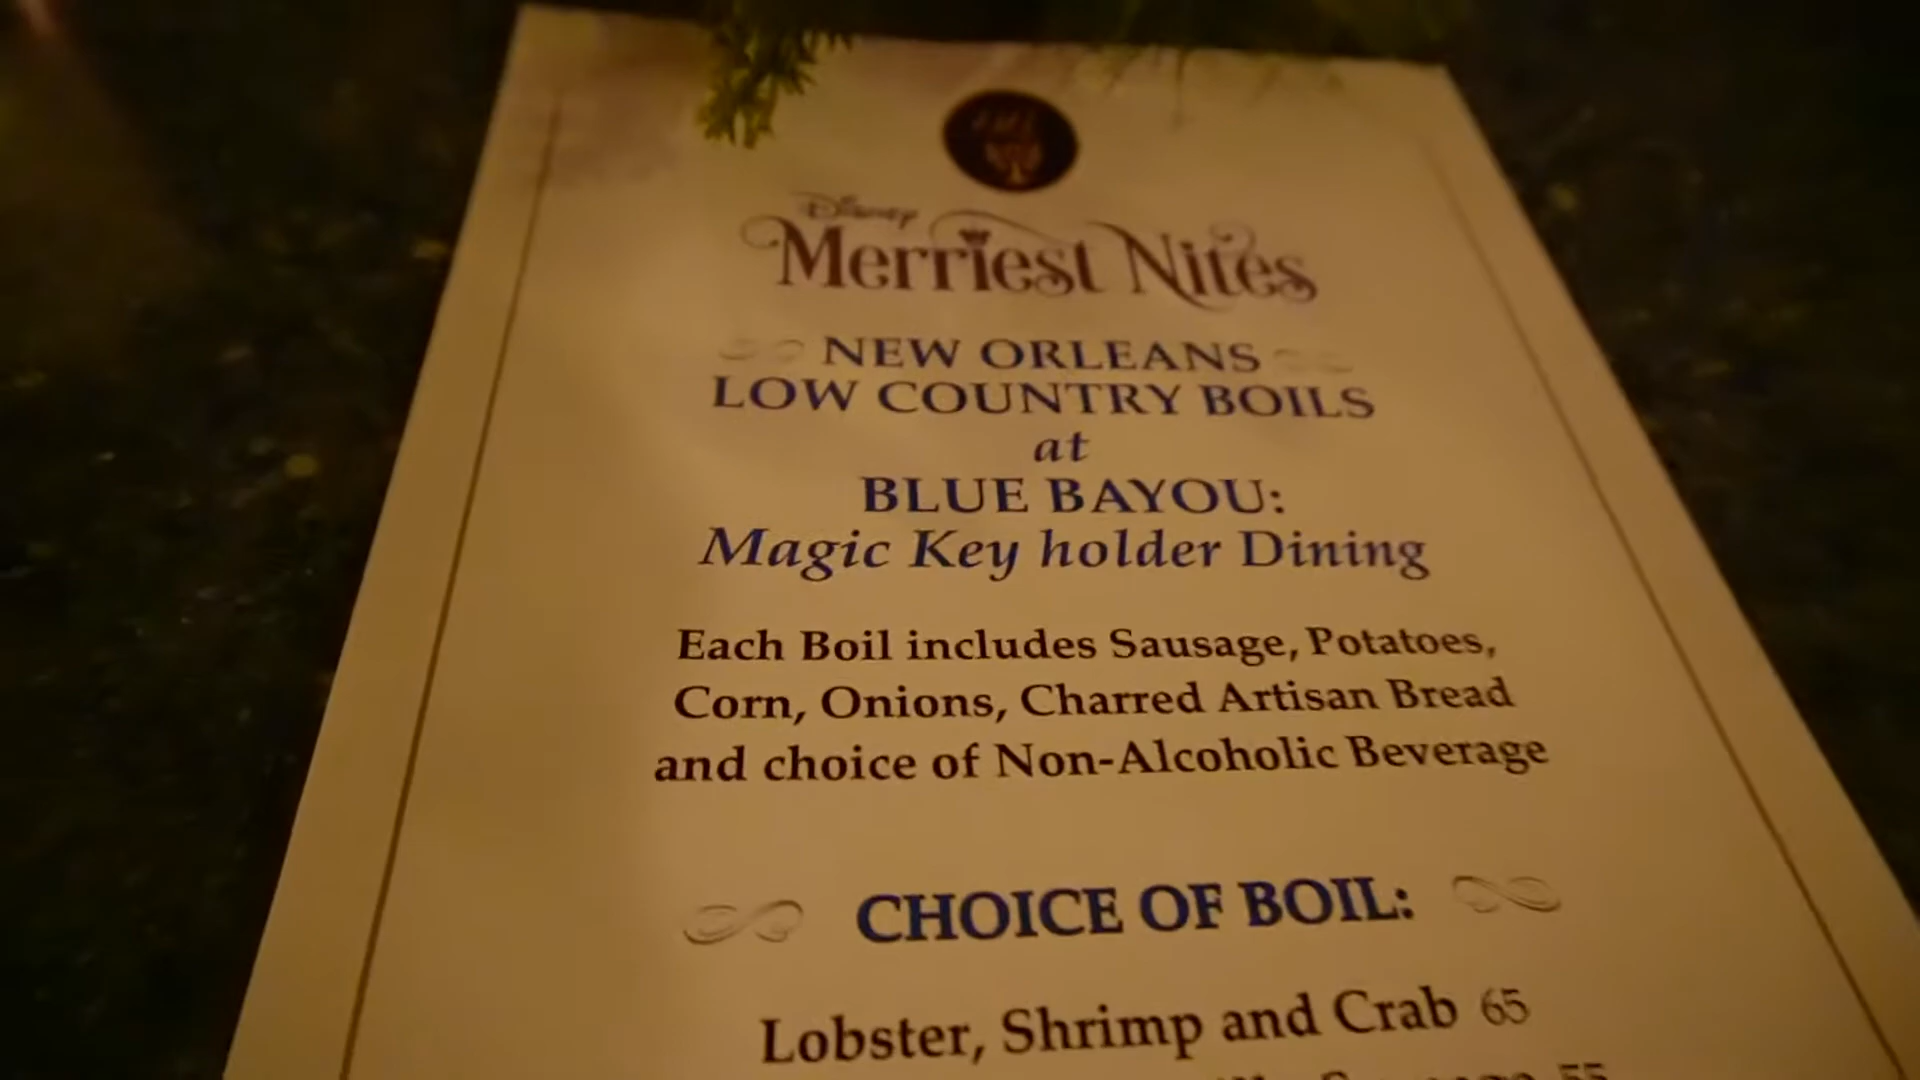 Disney
Merriest Nites
NEW ORLEANS
LOW COUNTRY BOILS
at
BLUE BAYOU:
Magic Key holder Dining
Each Boil includes Sausage, Potatoes,
Corn, Onions, Charred Artisan Bread
and choice of Non-Alcoholic Beverage
CHOICE OF BOIL:
Lobster, Shrimp and Crab 65
Sausage 55